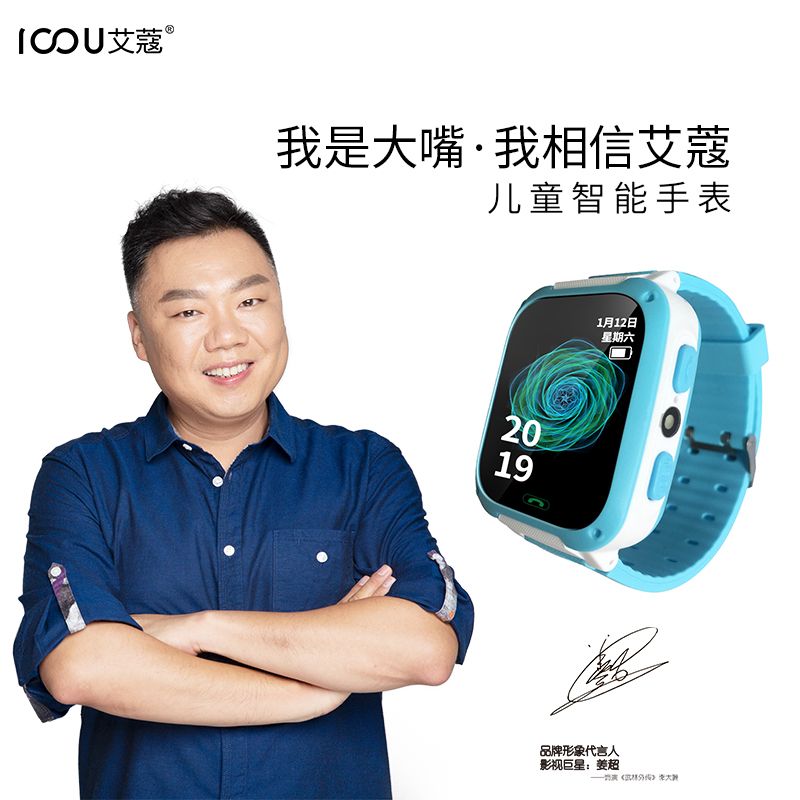 ICOU艾蔻®
我是大嘴·我相信艾蔻
儿童智能手表
1月12日
星期六
20
19
品牌形象代言人
影视巨星：姜超
——饰演《武林外传》李大嘴